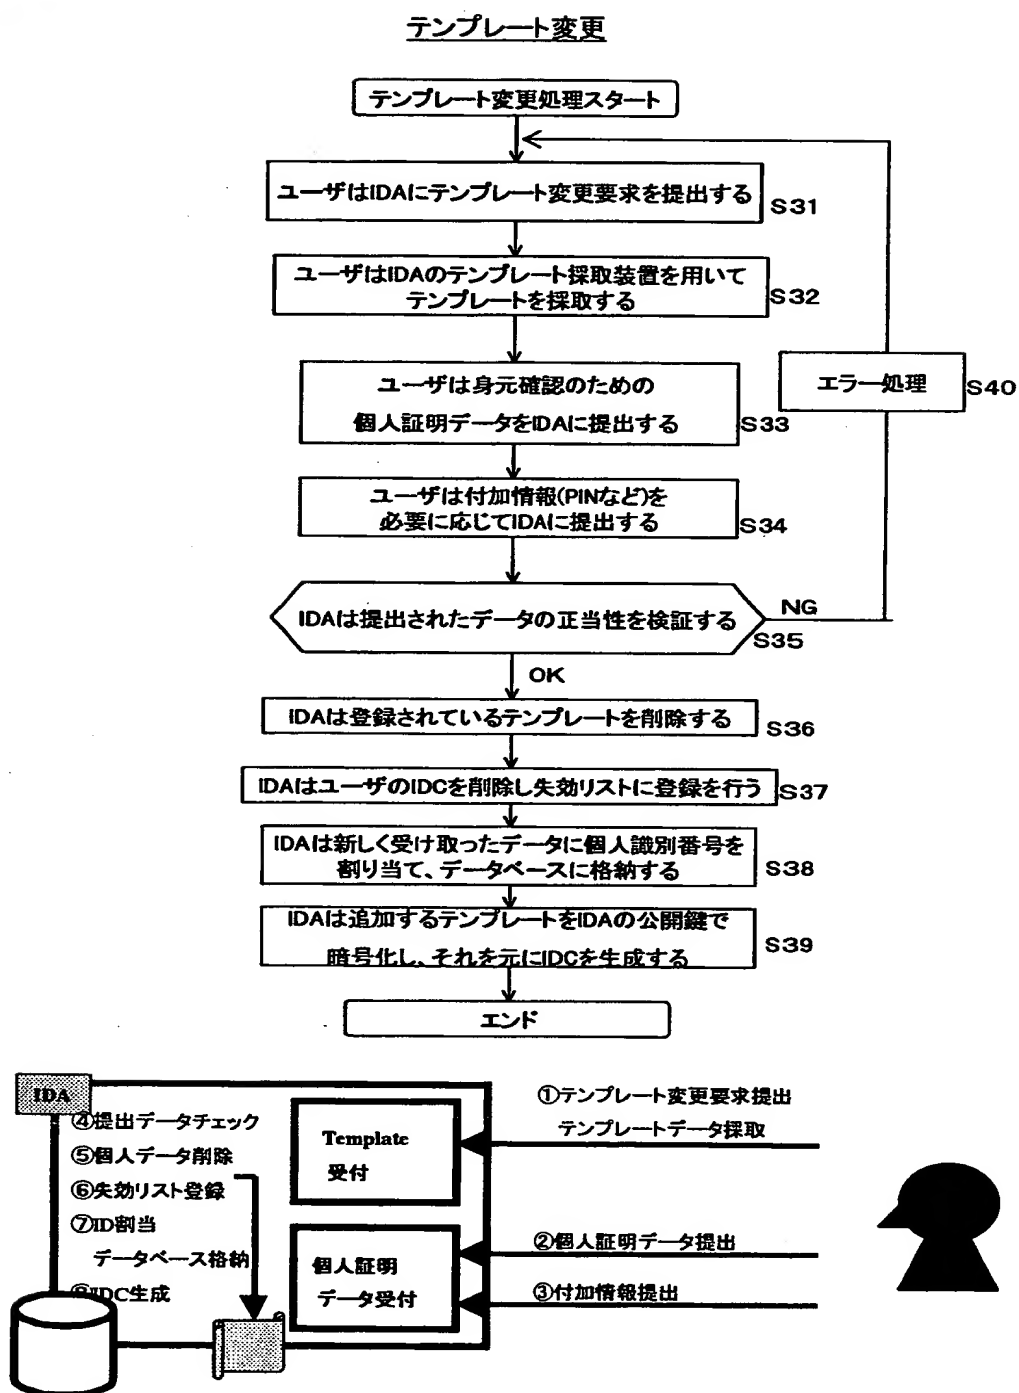 テンプレート変更
テンプレート変更処理スタート
ユーザはIDAにテンプレート変更要求を提出する
S31
ユーザはIDAのテンプレート採取装置を用いて
テンプレートを採取する
S32
ユーザは身元確認のための
個人証明データをIDAに提出する
S33
エラー処理
S40
ユーザは付加情報(PINなど)を
必要に応じてIDAに提出する
S34
IDAは提出されたデータの正当性を検証する
NG
S35
OK
IDAは登録されているテンプレートを削除する
S36
IDAはユーザのIDCを削除し失効リストに登録を行う
S37
IDAは新しく受け取ったデータに個人識別番号を
割り当て、データベースに格納する
S38
IDAは追加するテンプレートをIDAの公開鍵で
暗号化し、それを元にIDCを生成する
S39
エンド
IDA
④提出データチェック
⑤個人データ削除
⑥失効リスト登録
⑦ID割当
データベース格納
⑧IDC生成
Template
受付
個人証明
データ受付
①テンプレート変更要求提出
テンプレートデータ採取
②個人証明データ提出
③付加情報提出